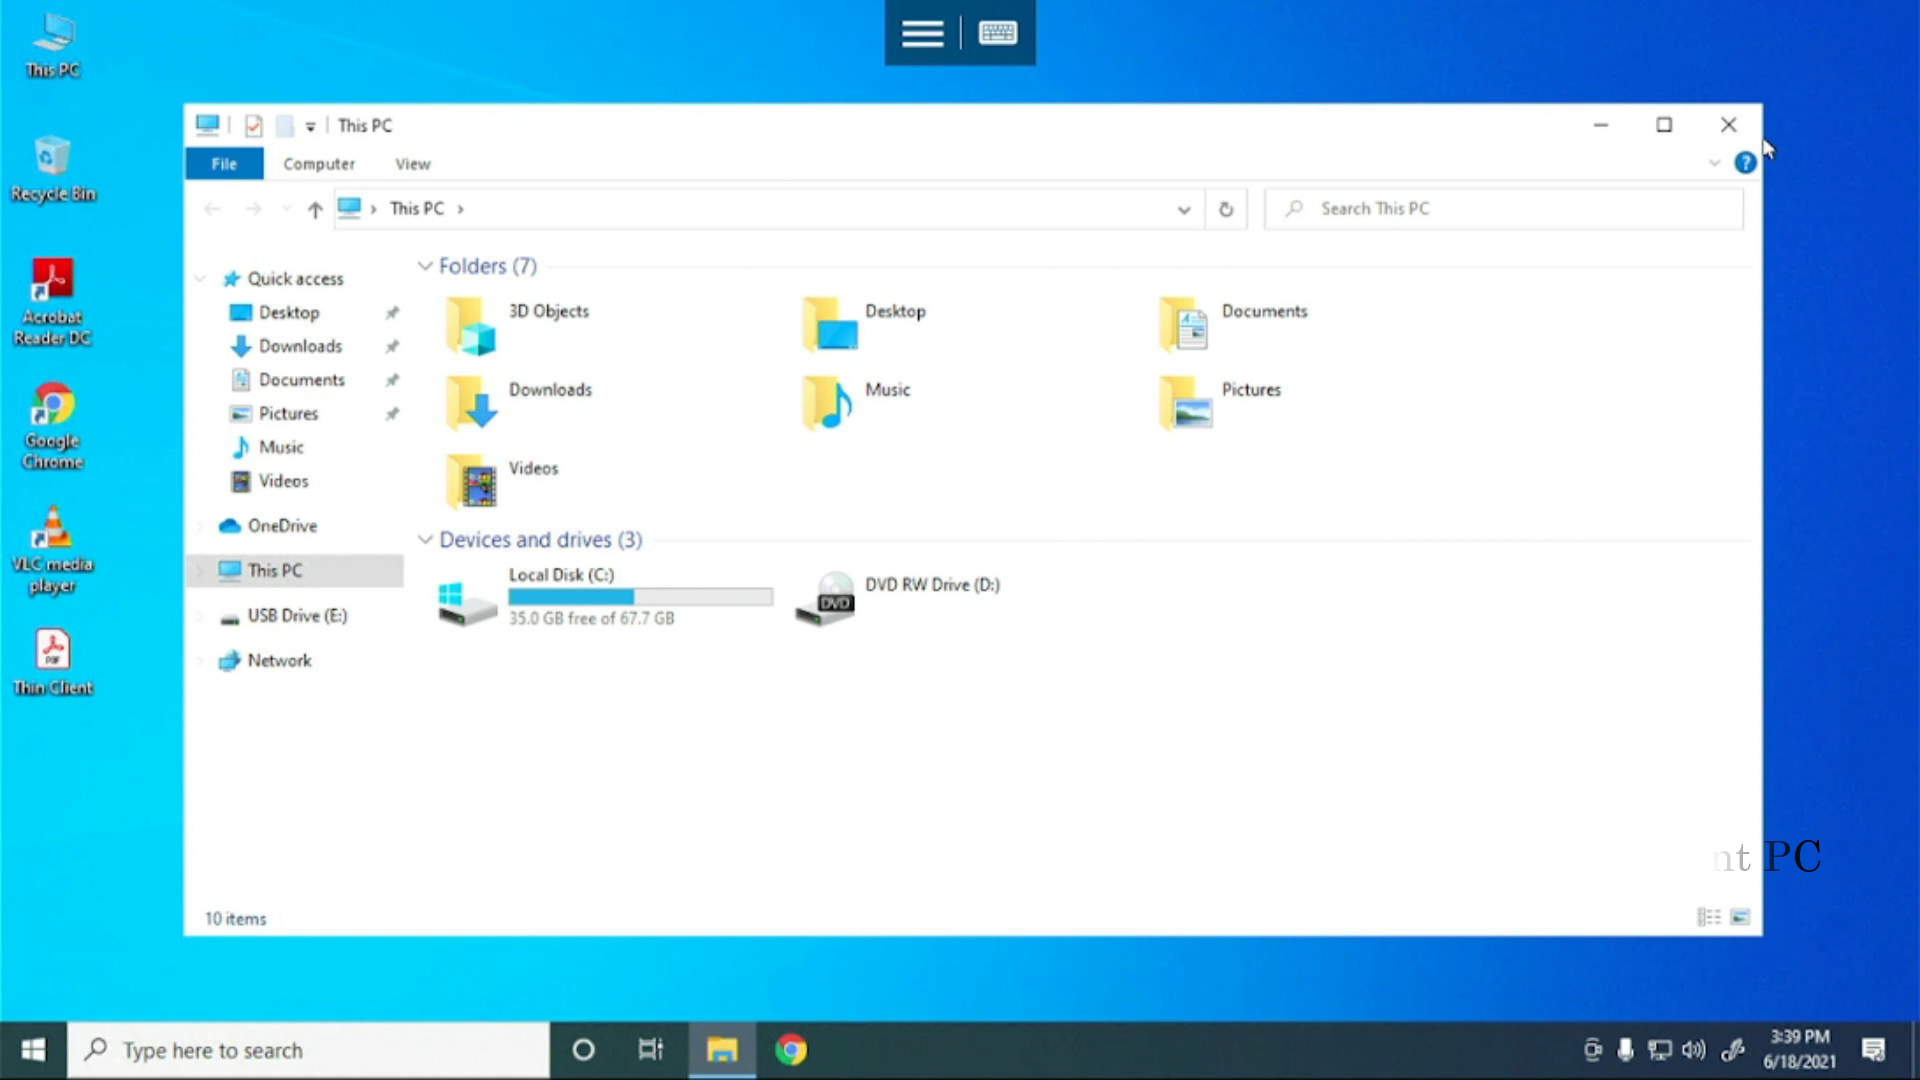 This PC
Recycle Bin
Acrobat
Reader DC
Google
Chrome
VLC media
player
PDF
Thin Client
This PC
File
Computer
View
?
This PC
Search This PC
Quick access
Desktop
Downloads
Documents
Pictures
Music
Videos
OneDrive
This PC
USB Drive (E:)
Network
Folders (7)
3D Objects
Desktop
Documents
Downloads
Music
Pictures
Videos
Devices and drives (3)
Local Disk (C:)
35.0 GB free of 67.7 GB
DVD
DVD RW Drive (D:)
nt PC
10 items
Type here to search
3:39 PM
6/18/2021